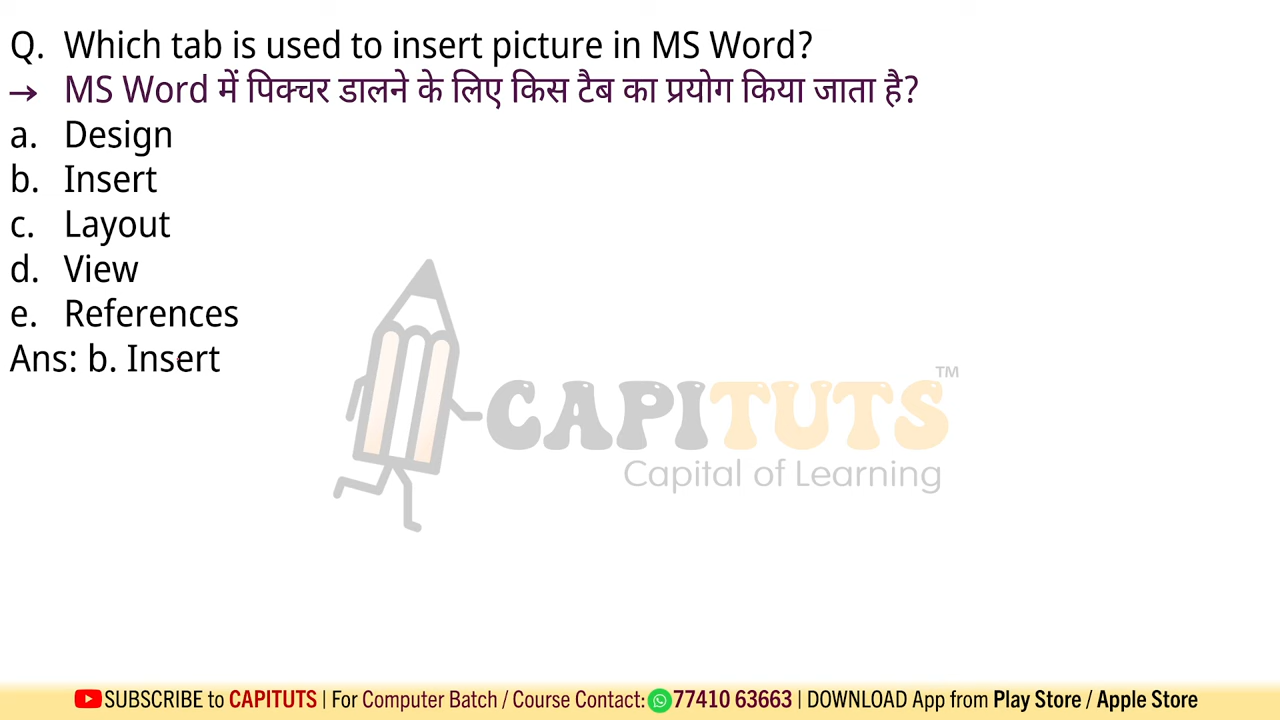 Q. Which tab is used to insert picture in MS Word?
→ MS Word में पिक्चर डालने के लिए किस टैब का प्रयोग किया जाता है?
a. Design
b. Insert
c. Layout
d. View
e. References
Ans: b. Insert
CAPITUTS™
Capital of Learning
SUBSCRIBE to CAPITUTS | For Computer Batch / Course Contact: 77410 63663 | DOWNLOAD App from Play Store / Apple Store